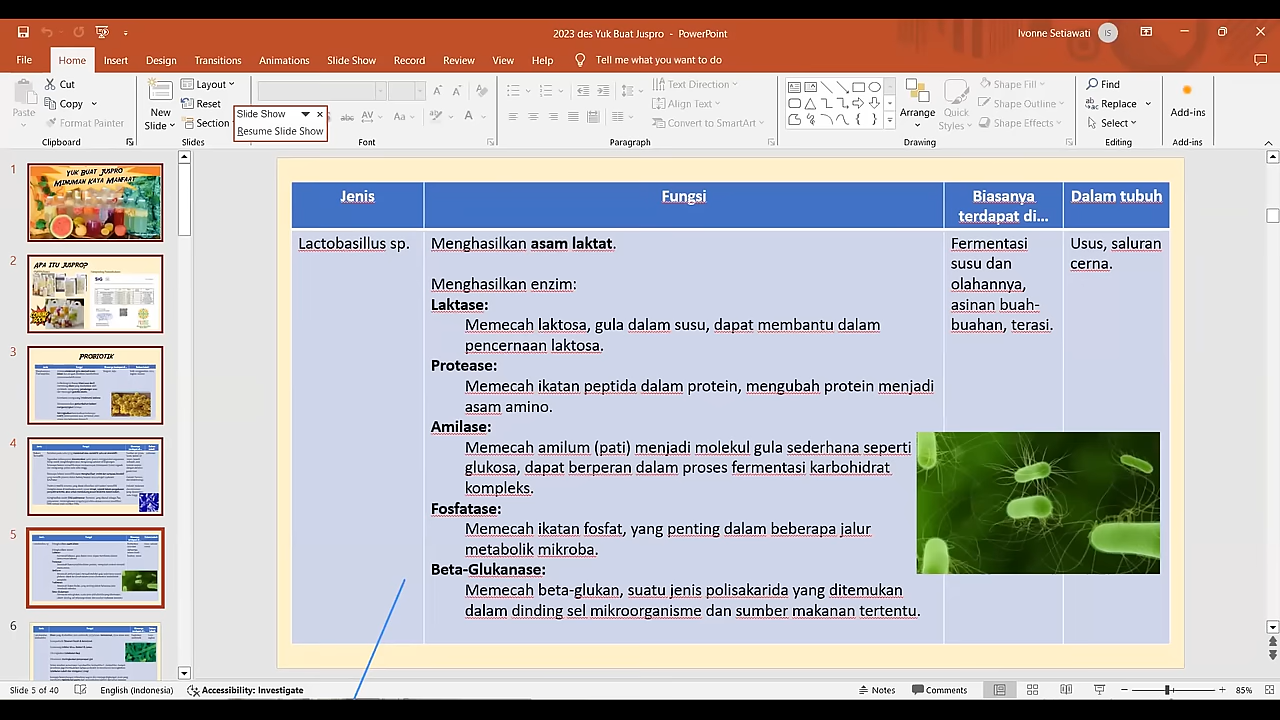 2023 des Yuk Buat Juspro - PowerPoint
Ivonne Setiawati
IS
File
Home
Insert
Design
Transitions
Animations
Slide Show
Record
Review
View
Help
Tell me what you want to do
Paste
Cut
Copy
Format Painter
Clipboard
New Slide
Layout
Reset
Section
Slides
Slide Show
Resume Slide Show
Font
Text Direction
Align Text
Convert to SmartArt
Paragraph
Arrange
Quick Styles
Shape Fill
Shape Outline
Shape Effects
Drawing
Find
Replace
Select
Editing
Add-ins
Add-ins
1
YUK BUAT JUSPRO
MINUMAN KAYA MANFAAT
2
APA ITU JUSPRO?
3
PROBIOTIK
4
5
6
Jenis
Fungsi
Biasanya
terdapat di...
Dalam tubuh
Lactobasillus sp.
Menghasilkan asam laktat.
Menghasilkan enzim:
Laktase:
Memecah laktosa, gula dalam susu, dapat membantu dalam
pencernaan laktosa.
Protease:
Memecah ikatan peptida dalam protein, mengubah protein menjadi
asam amino.
Amilase:
Memecah amilum (pati) menjadi molekul gula sederhana seperti
glukosa, dapat berperan dalam proses fermentasi karbohidrat
kompleks.
Fosfatase:
Memecah ikatan fosfat, yang penting dalam beberapa jalur
metabolik mikroba.
Beta-Glukanase:
Memecah beta-glukan, suatu jenis polisakarida yang ditemukan
dalam dinding sel mikroorganisme dan sumber makanan tertentu.
Fermentasi
susu dan
olahannya,
asinan buah-
buahan, terasi.
Usus, saluran
cerna.
Slide 5 of 40
English (Indonesia)
Accessibility: Investigate
Notes
Comments
85%